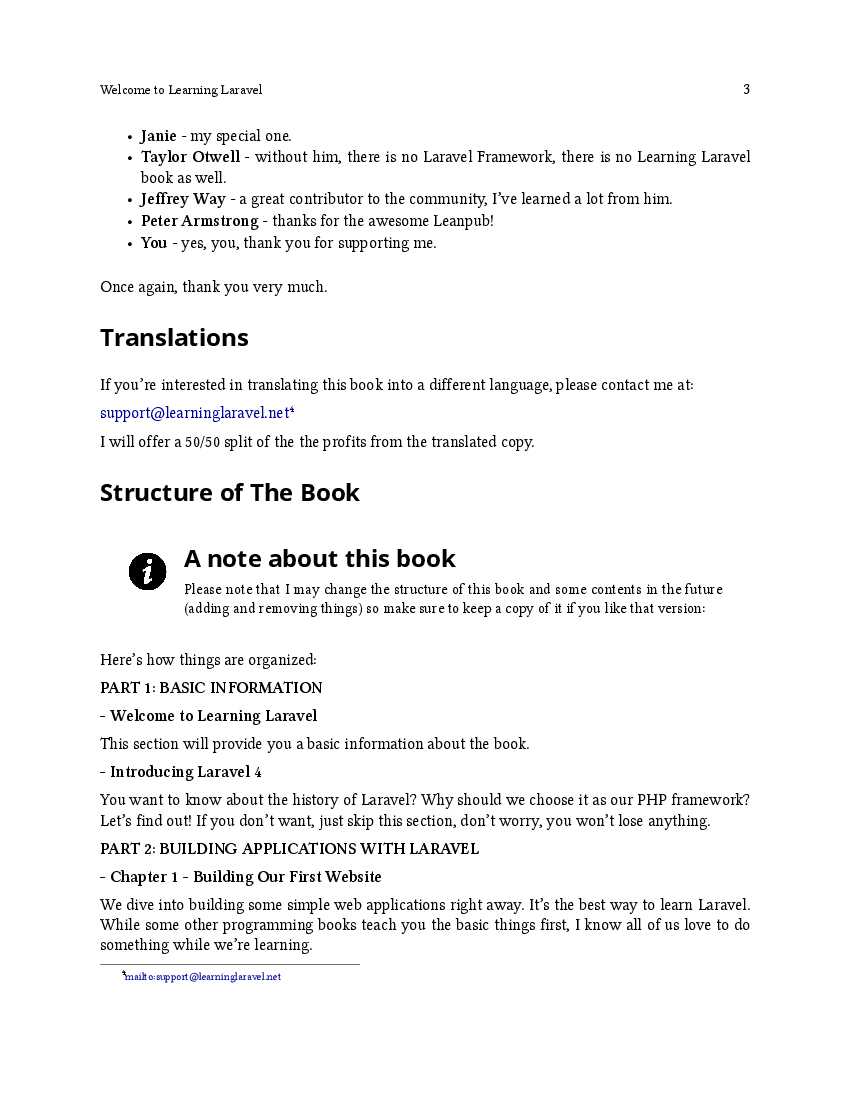 Welcome to Learning Laravel 3
• Janie - my special one.
• Taylor Otwell - without him, there is no Laravel Framework, there is no Learning Laravel
book as well.
• Jeffrey Way - a great contributor to the community, I’ve learned a lot from him.
• Peter Armstrong - thanks for the awesome Leanpub!
• You - yes, you, thank you for supporting me.
Once again, thank you very much.
Translations
If you’re interested in translating this book into a different language, please contact me at:
support@learninglaravel.net⁴
I will offer a 50/50 split of the the profits from the translated copy.
Structure of The Book
i
A note about this book
Please note that I may change the structure of this book and some contents in the future
(adding and removing things) so make sure to keep a copy of it if you like that version:
Here’s how things are organized:
PART 1: BASIC INFORMATION
- Welcome to Learning Laravel
This section will provide you a basic information about the book.
- Introducing Laravel 4
You want to know about the history of Laravel? Why should we choose it as our PHP framework?
Let’s find out! If you don’t want, just skip this section, don’t worry, you won’t lose anything.
PART 2: BUILDING APPLICATIONS WITH LARAVEL
- Chapter 1 - Building Our First Website
We dive into building some simple web applications right away. It’s the best way to learn Laravel.
While some other programming books teach you the basic things first, I know all of us love to do
something while we’re learning.
⁴mailto:support@learninglaravel.net